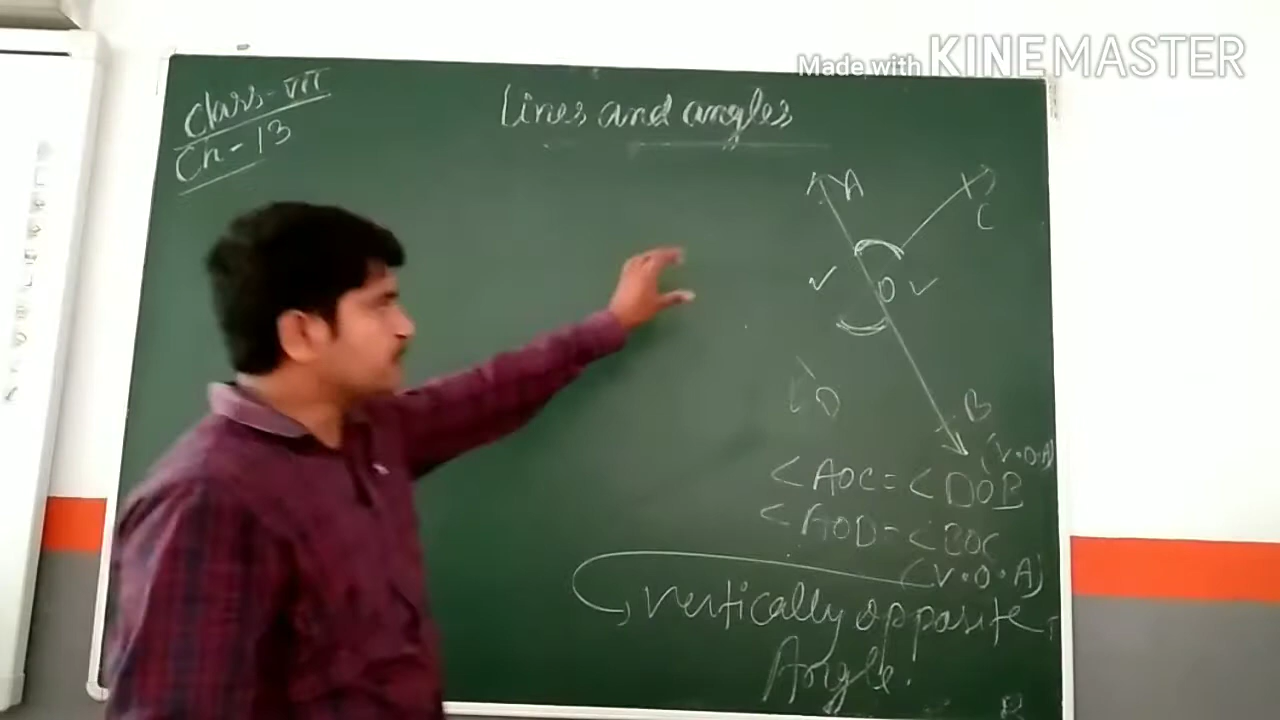 Made with KINEMASTER
Class-VII
Ch-13
Lines and angles
A
C
O
B
D
(V.O.A)
<AOC=<DOB
<AOD=<BOC
(V.O.A)
vertically opposite
Angle.